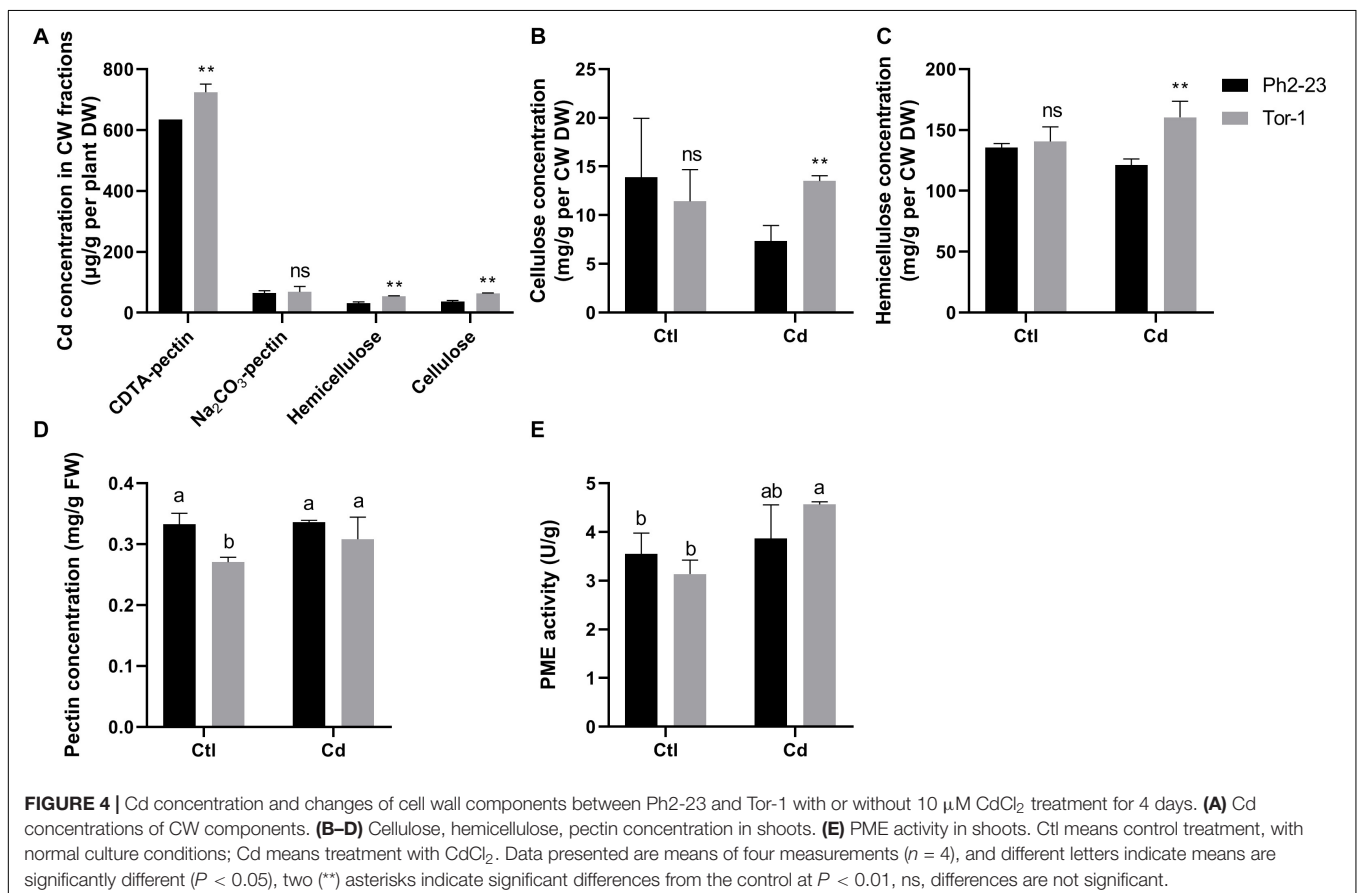 A
Cd concentration in CW fractions
(µg/g per plant DW)
800
600
400
200
0
**
ns
**
**
CDTA-pectin
Na₂CO₃-pectin
Hemicellulose
Cellulose
B
Cellulose concentration
(mg/g per CW DW)
25
20
15
10
5
0
ns
**
Ctl
Cd
C
Hemicellulose concentration
(mg/g per CW DW)
200
150
100
50
0
ns
**
Ctl
Cd
Ph2-23
Tor-1
D
Pectin concentration (mg/g FW)
0.4
0.3
0.2
0.1
0.0
a
b
a
a
Ctl
Cd
E
PME activity (U/g)
5
4
3
2
1
0
b
b
ab
a
Ctl
Cd
FIGURE 4 | Cd concentration and changes of cell wall components between Ph2-23 and Tor-1 with or without 10 µM CdCl₂ treatment for 4 days. (A) Cd
concentrations of CW components. (B–D) Cellulose, hemicellulose, pectin concentration in shoots. (E) PME activity in shoots. Ctl means control treatment, with
normal culture conditions; Cd means treatment with CdCl₂. Data presented are means of four measurements (n = 4), and different letters indicate means are
significantly different (P < 0.05), two (**) asterisks indicate significant differences from the control at P < 0.01, ns, differences are not significant.